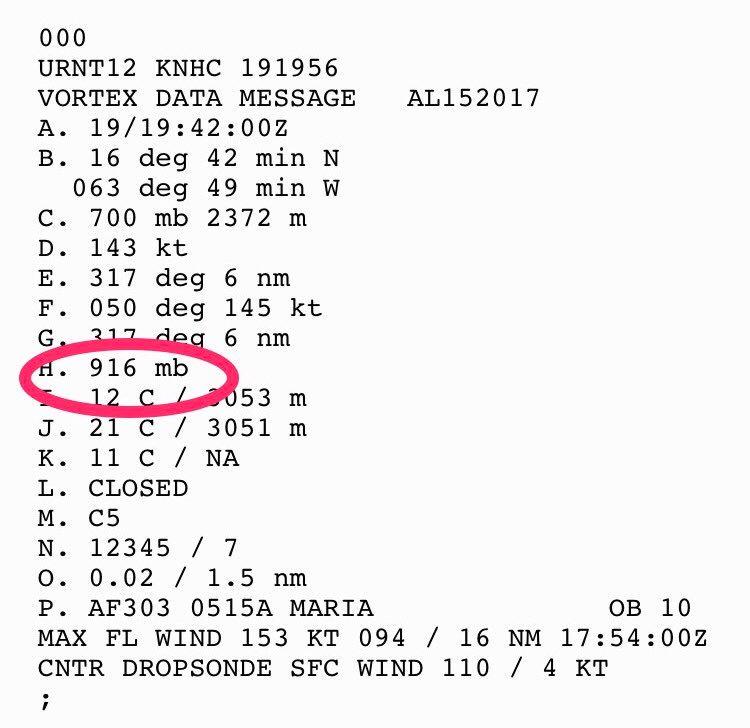 000
URNT12 KNHC 191956
VORTEX DATA MESSAGE AL152017
A. 19/19:42:00Z
B. 16 deg 42 min N
063 deg 49 min W
C. 700 mb 2372 m
D. 143 kt
E. 317 deg 6 nm
F. 050 deg 145 kt
G. 317 deg 6 nm
H. 916 mb
I. 12 C / 3053 m
J. 21 C / 3051 m
K. 11 C / NA
L. CLOSED
M. C5
N. 12345 / 7
O. 0.02 / 1.5 nm
P. AF303 0515A MARIA OB 10
MAX FL WIND 153 KT 094 / 16 NM 17:54:00Z
CNTR DROPSONDE SFC WIND 110 / 4 KT
;